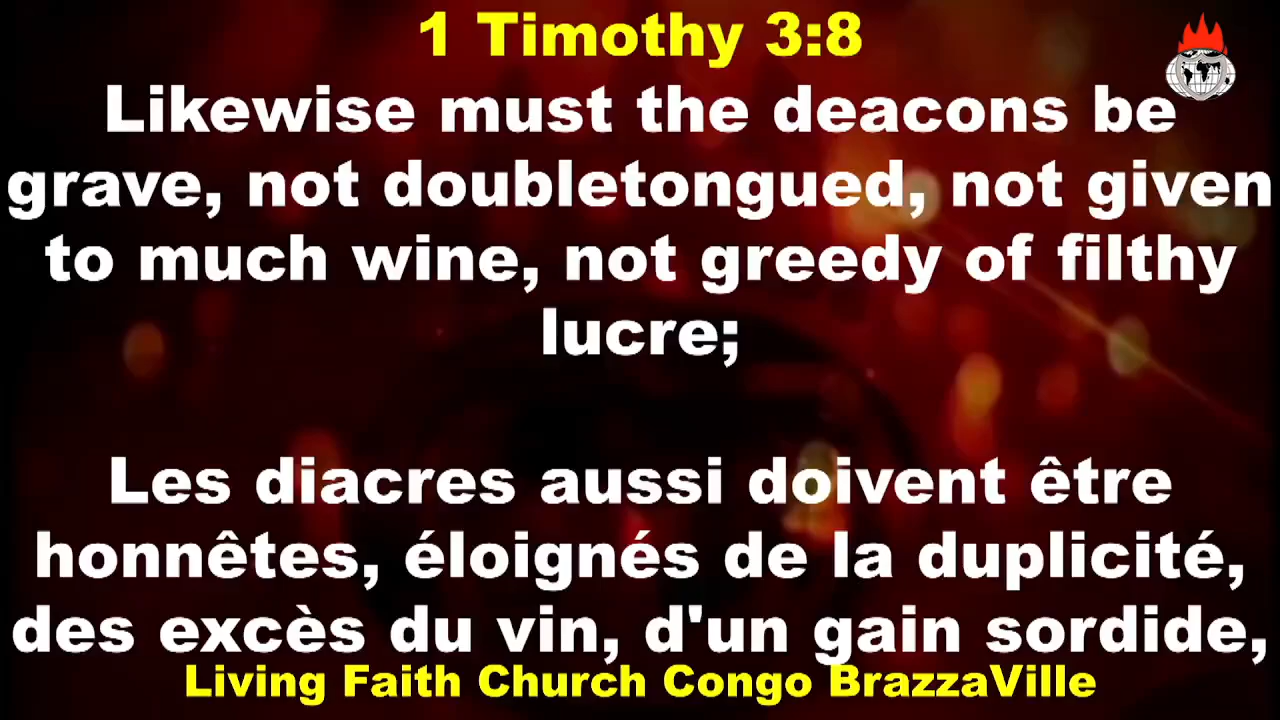 1 Timothy 3:8
Likewise must the deacons be
grave, not doubletongued, not given
to much wine, not greedy of filthy
lucre;
Les diacres aussi doivent être
honnêtes, éloignés de la duplicité,
des excès du vin, d'un gain sordide,
Living Faith Church Congo BrazzaVille